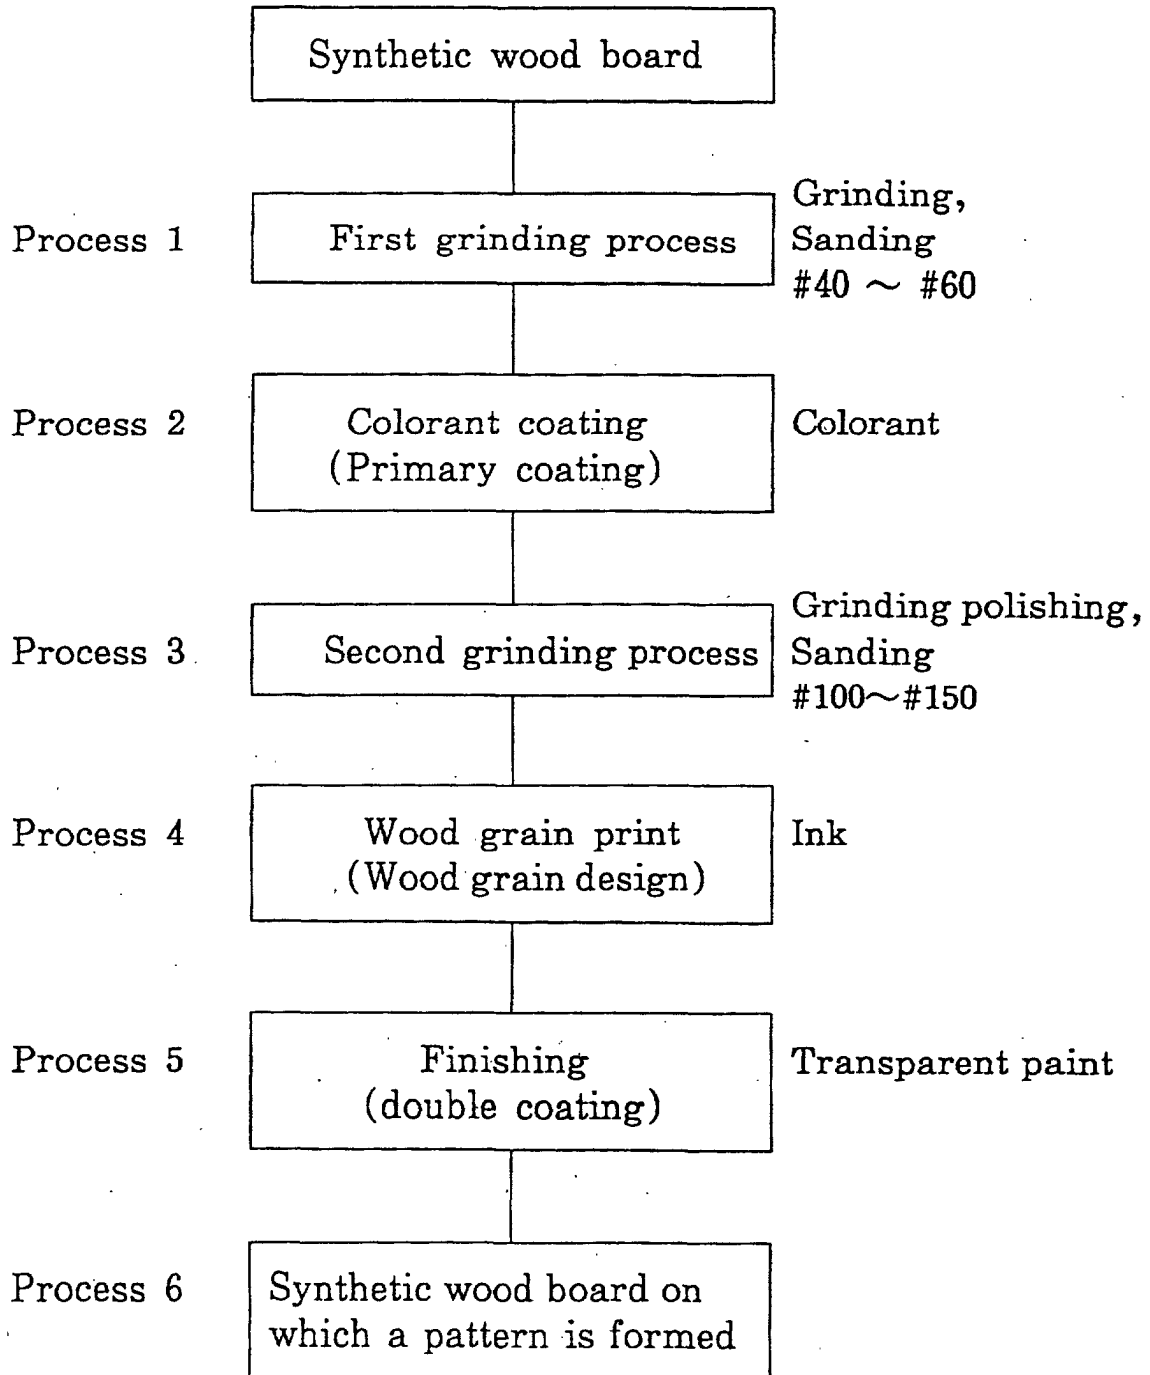 Synthetic wood board
Process 1
First grinding process
Grinding,
Sanding
#40 ～ #60
Process 2
Colorant coating
(Primary coating)
Colorant
Process 3
Second grinding process
Grinding polishing,
Sanding
#100～#150
Process 4
Wood grain print
(Wood grain design)
Ink
Process 5
Finishing
(double coating)
Transparent paint
Process 6
Synthetic wood board on
which a pattern is formed